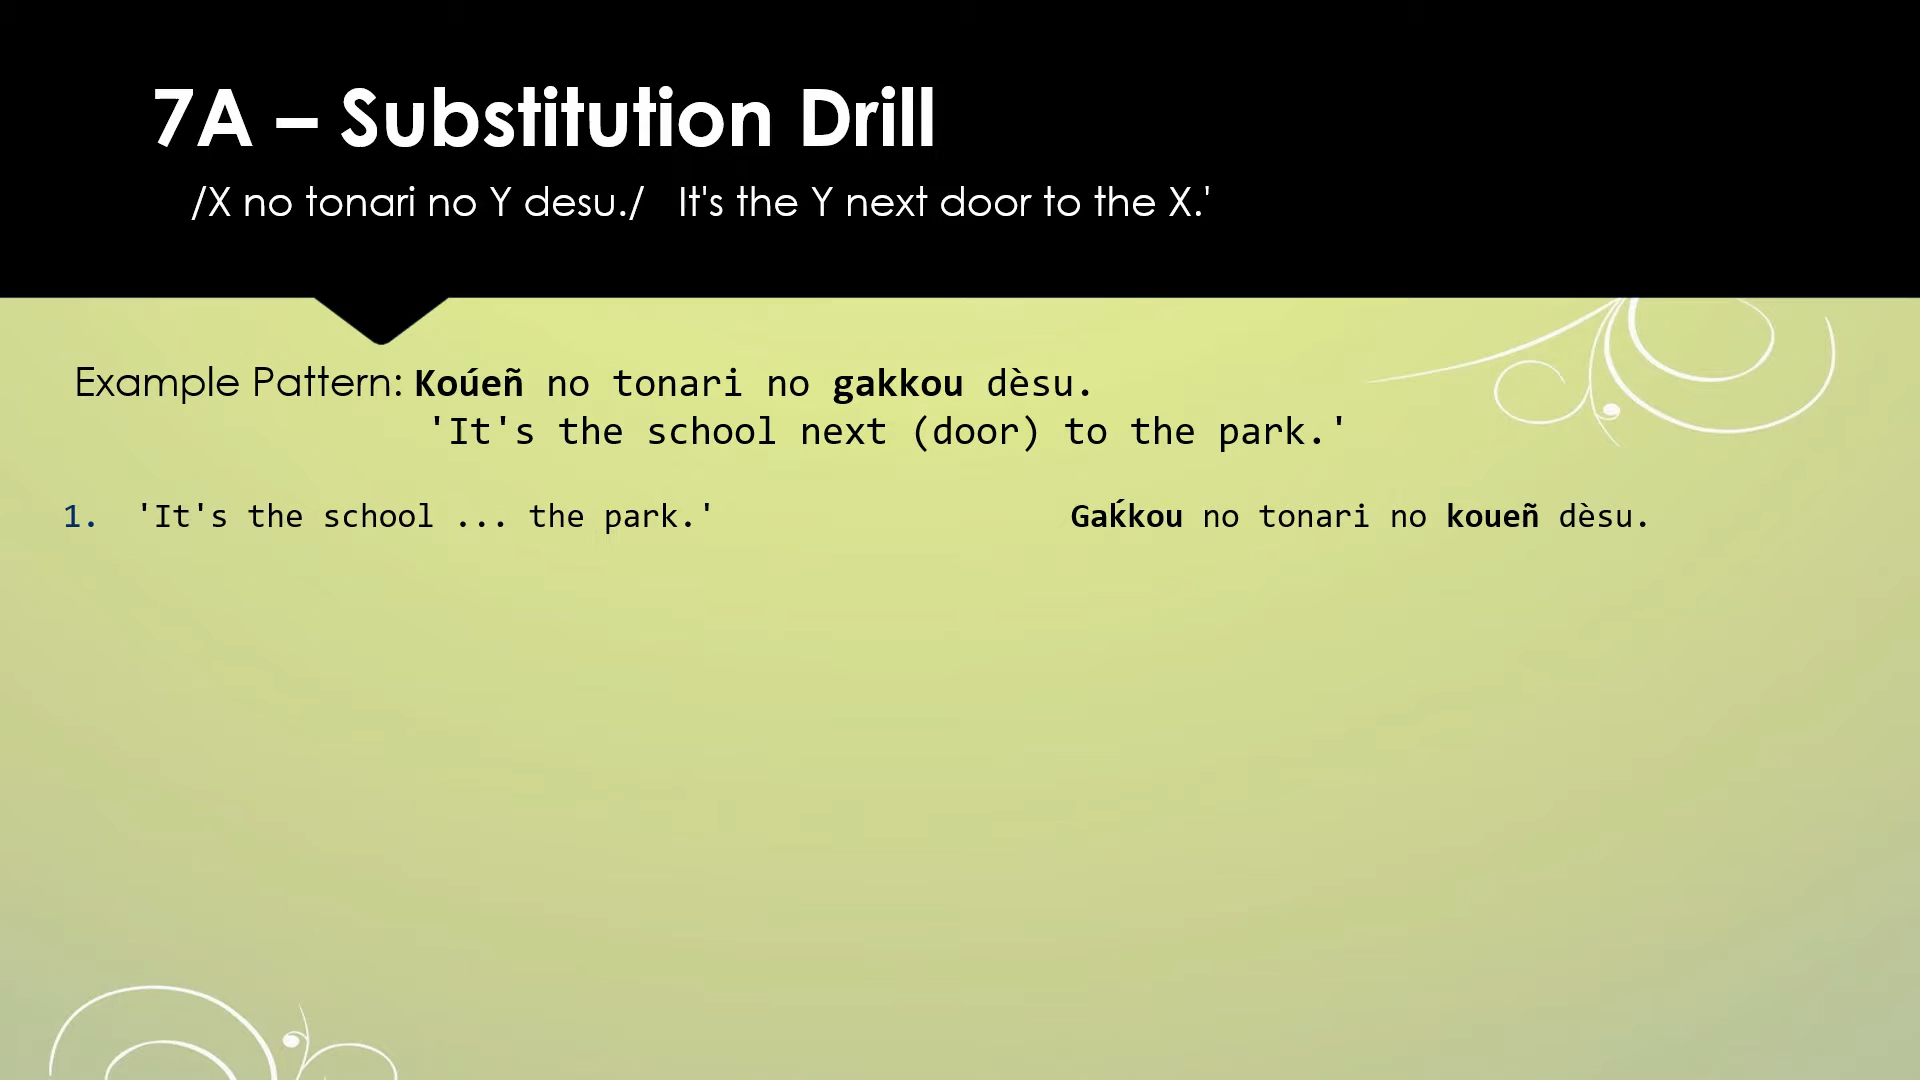 7A – Substitution Drill
/X no tonari no Y desu./ It's the Y next door to the X.'
Example Pattern: Koúeñ no tonari no gakkou dèsu.
'It's the school next (door) to the park.'
1. 'It's the school ... the park.' Gaḱkou no tonari no koueñ dèsu.